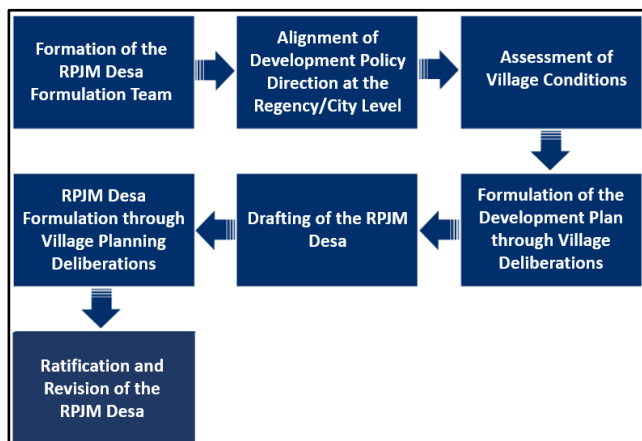 Formation of the
RPJM Desa
Formulation Team
Alignment of
Development Policy
Direction at the
Regency/City Level
Assessment of
Village Conditions
Formulation of the
Development Plan
through Village
Deliberations
Drafting of the RPJM
Desa
RPJM Desa
Formulation through
Village Planning
Deliberations
Ratification and
Revision of the
RPJM Desa